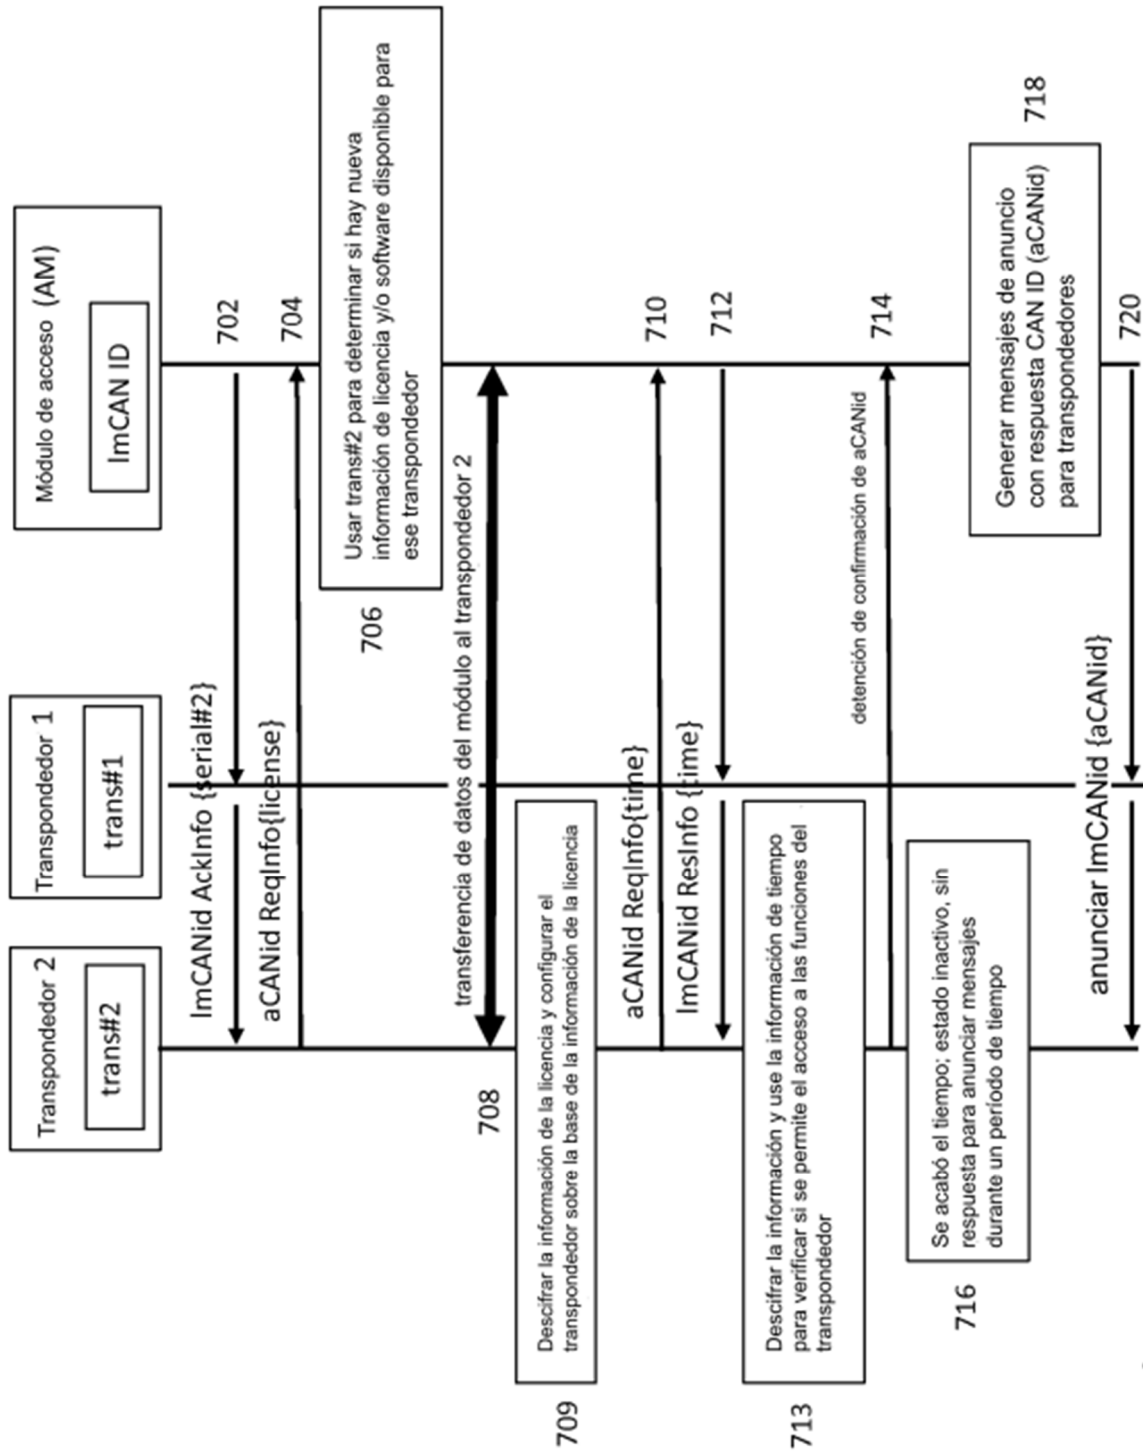 Transpondedor 2
trans#2
Transpondedor 1
trans#1
Módulo de acceso (AM)
ImCAN ID
ImCANid AckInfo {serial#2}
702
aCANid ReqInfo{license}
704
706
Usar trans#2 para determinar si hay nueva
información de licencia y/o software disponible para
ese transpondedor
transferencia de datos del módulo al transpondedor 2
708
709
Descifrar la información de la licencia y configurar el
transpondedor sobre la base de la información de la licencia
aCANid ReqInfo{time}
710
ImCANid ResInfo {time}
712
713
Descifrar la información y use la información de tiempo
para verificar si se permite el acceso a las funciones del
transpondedor
detención de confirmación de aCANid
714
716
Se acabó el tiempo; estado inactivo, sin
respuesta para anunciar mensajes
durante un período de tiempo
Generar mensajes de anuncio
con respuesta CAN ID (aCANid)
para transpondedores
718
anunciar ImCANid {aCANid}
720